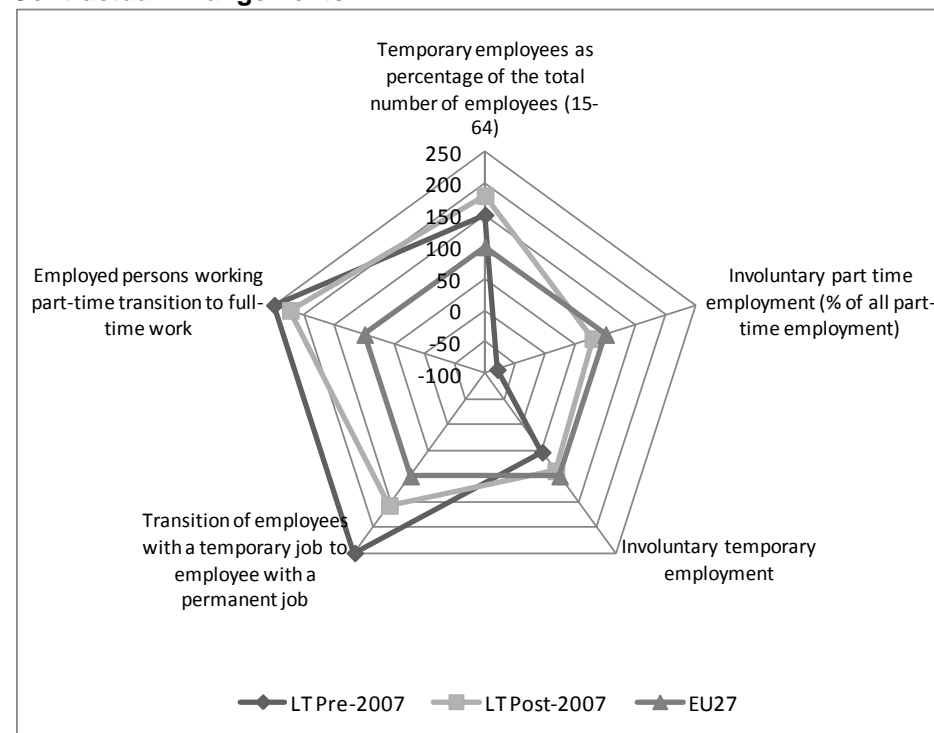 Temporary employees as
percentage of the total
number of employees (15-
64)
250
200
150
100
50
0
-50
-100
Employed persons working
part-time transition to full-
time work
Involuntary part time
employment (% of all part-
time employment)
Transition of employees
with a temporary job to
employee with a
permanent job
Involuntary temporary
employment
LT Pre-2007
LT Post-2007
EU27